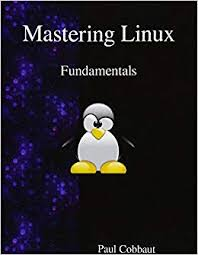 Mastering Linux
Fundamentals
Paul Cobbaut